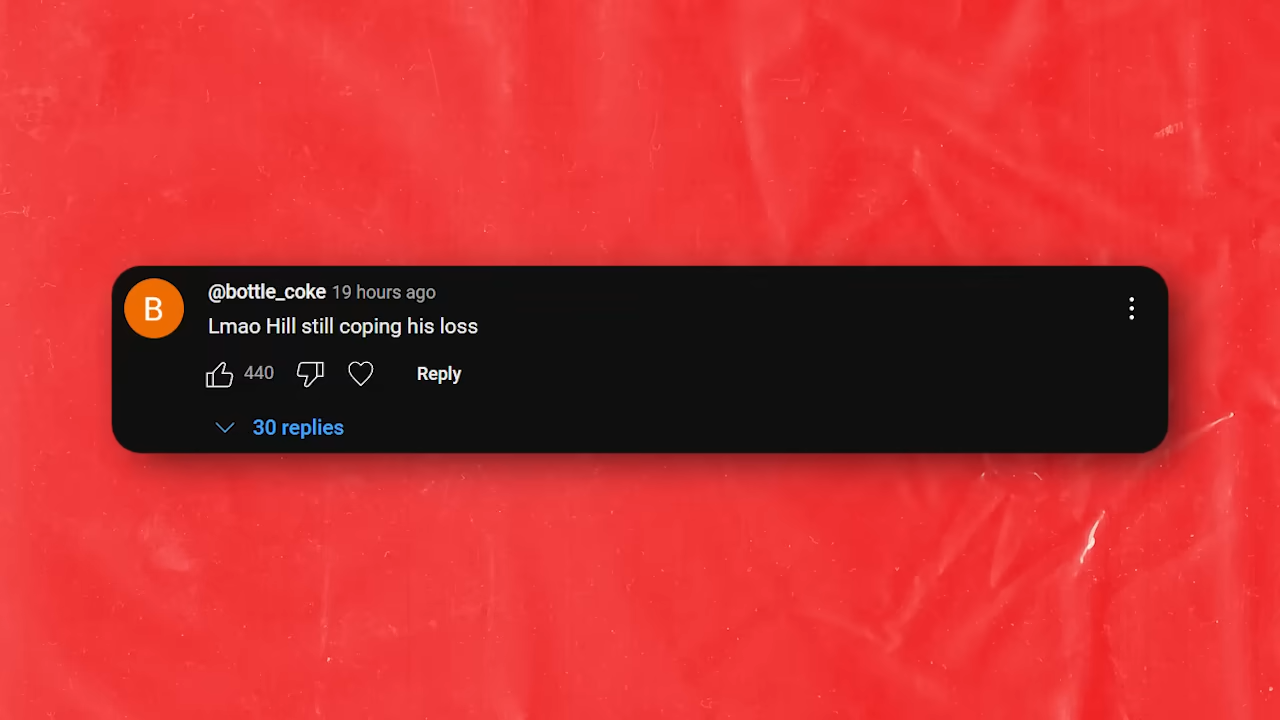 B
@bottle_coke 19 hours ago
Lmao Hill still coping his loss
440 Reply
30 replies